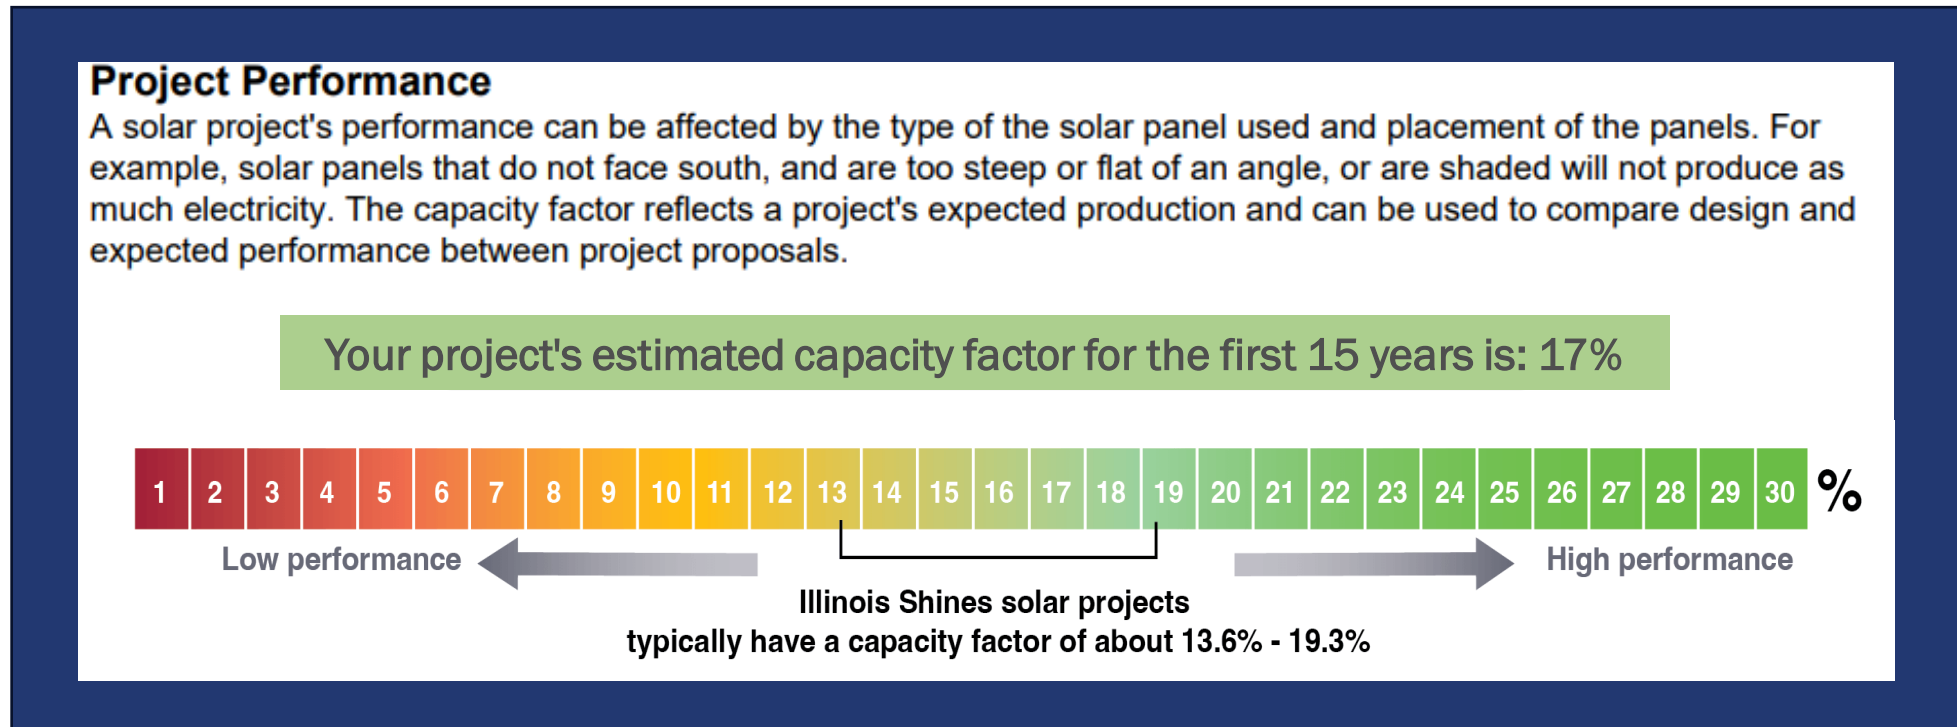 Project Performance
A solar project's performance can be affected by the type of the solar panel used and placement of the panels. For
example, solar panels that do not face south, and are too steep or flat of an angle, or are shaded will not produce as
much electricity. The capacity factor reflects a project's expected production and can be used to compare design and
expected performance between project proposals.
Your project's estimated capacity factor for the first 15 years is: 17%
1 2 3 4 5 6 7 8 9 10 11 12 13 14 15 16 17 18 19 20 21 22 23 24 25 26 27 28 29 30 %
Low performance High performance
Illinois Shines solar projects
typically have a capacity factor of about 13.6% - 19.3%